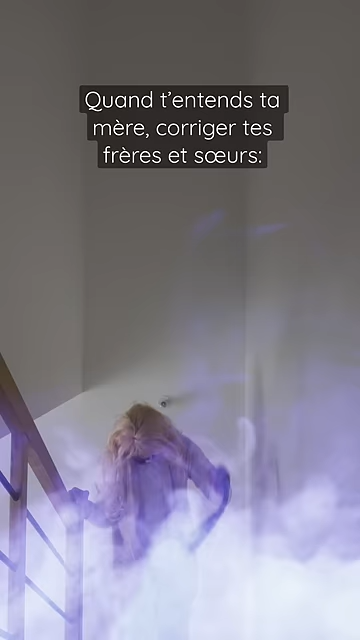 Quand t’entends ta
mère, corriger tes
frères et sœurs: